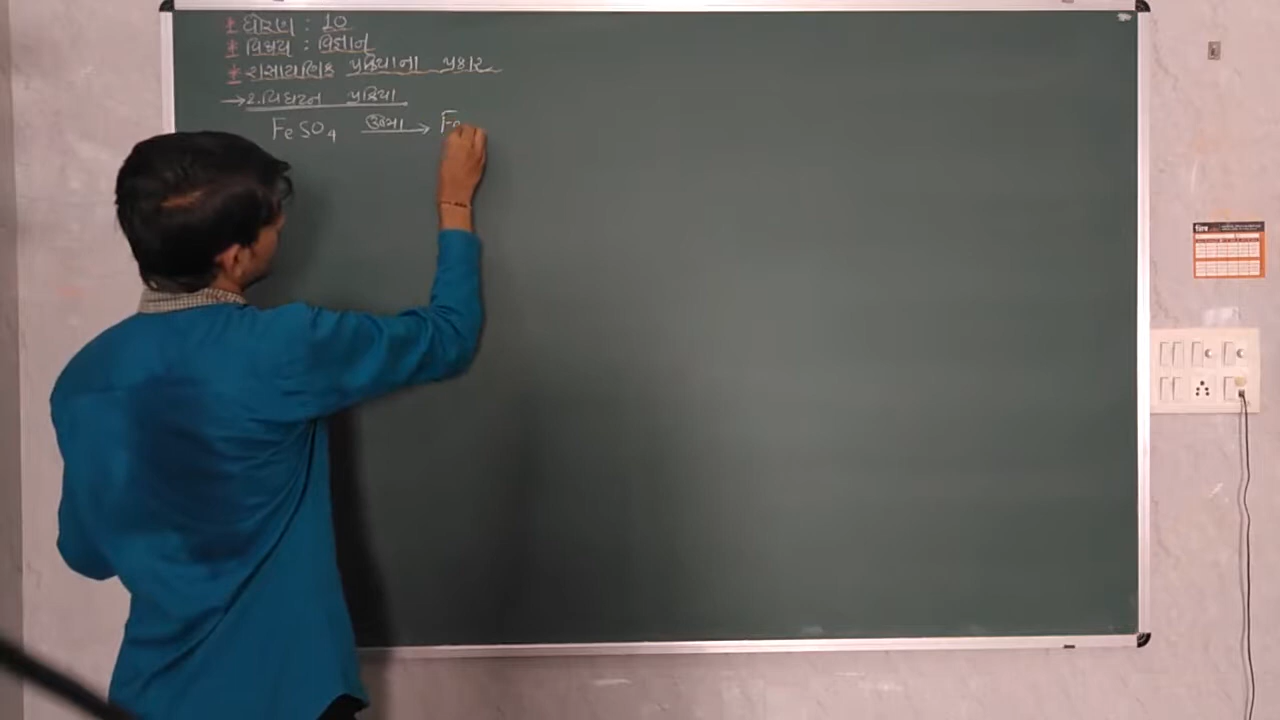 * ધોરણ : 10
* વિષય : વિજ્ઞાન
* રાસાયણિક પ્રક્રિયાના પ્રકાર
→ 2. વિઘટન પ્રક્રિયા
FeSO₄ ઉષ્મા → Fe